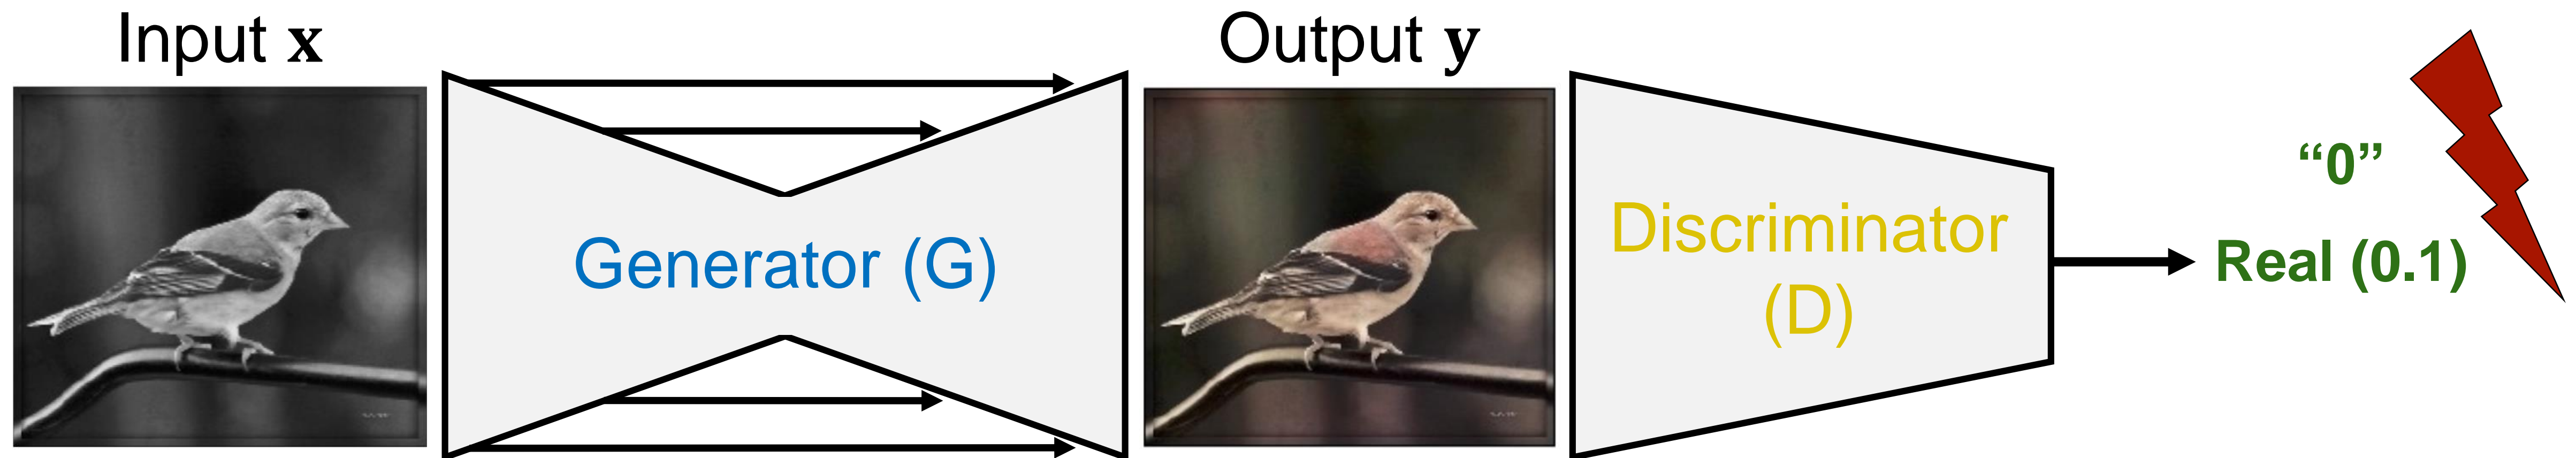 Input x
Output y
Generator (G)
Discriminator
(D)
“0”
Real (0.1)